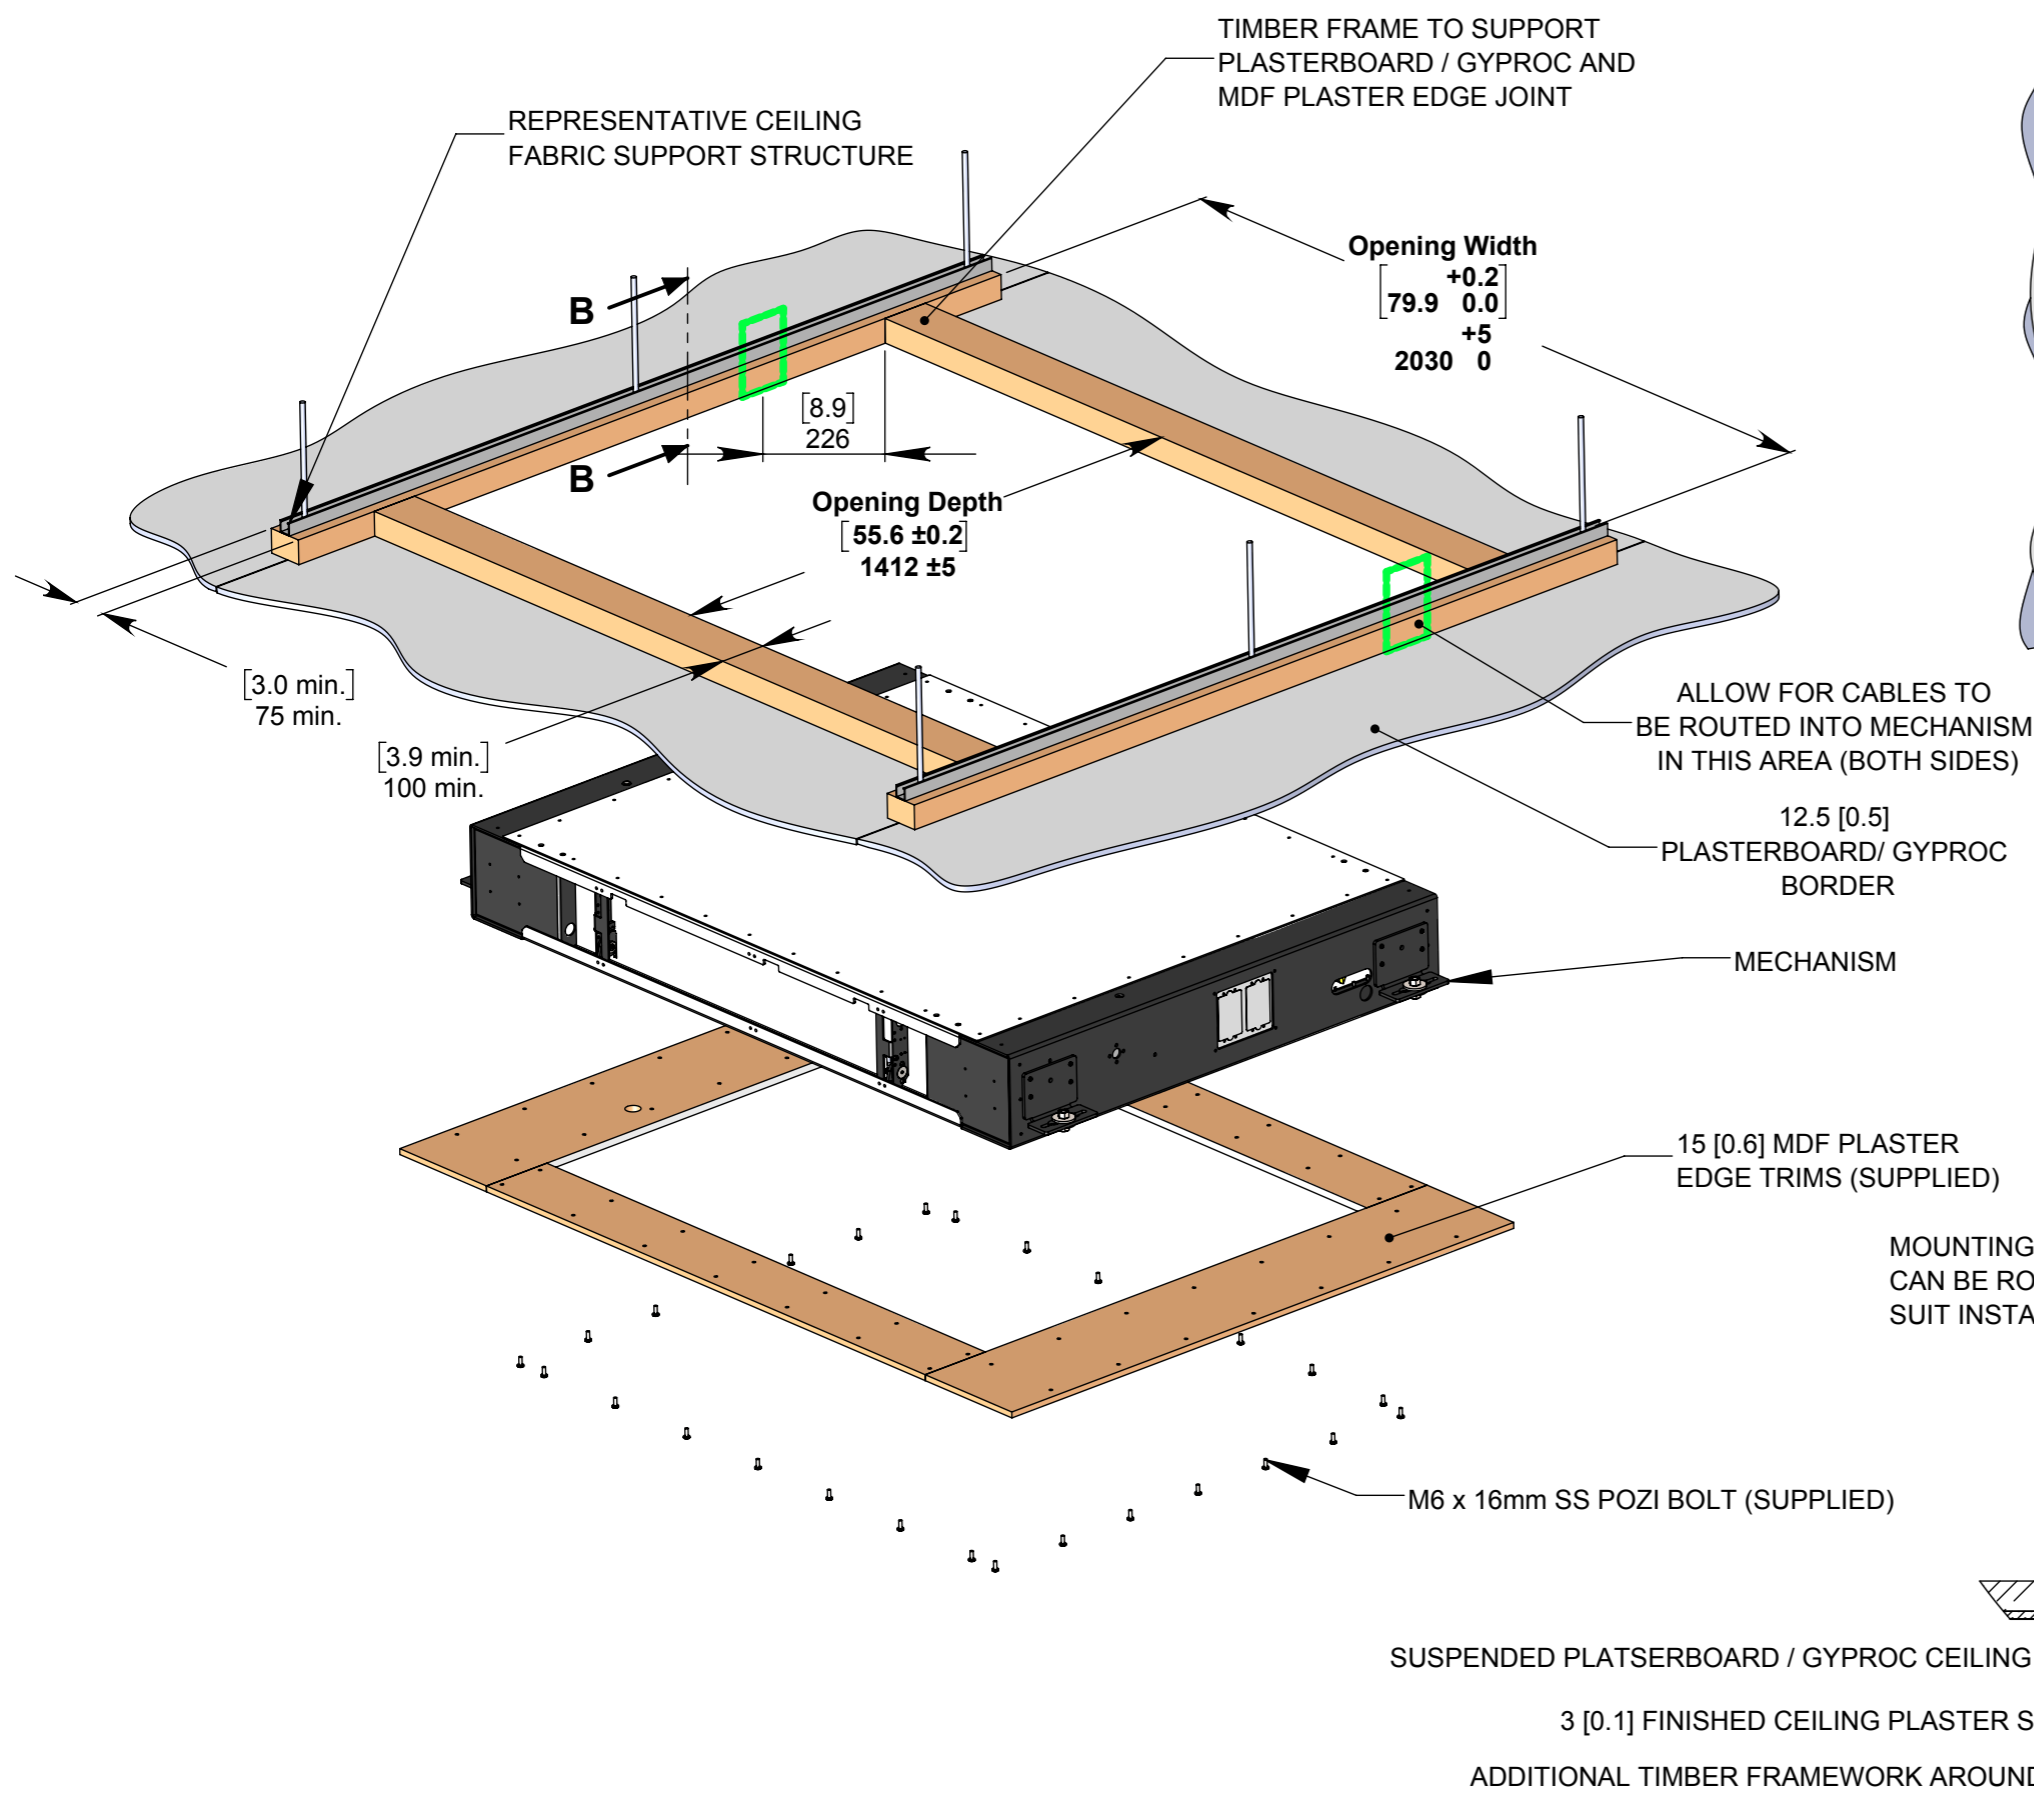 TIMBER FRAME TO SUPPORT
PLASTERBOARD / GYPROC AND
MDF PLASTER EDGE JOINT
REPRESENTATIVE CEILING
FABRIC SUPPORT STRUCTURE
Opening Width
+0.2
[79.9 0.0]
+5
2030 0
B
B
[8.9]
226
Opening Depth
[55.6 ±0.2]
1412 ±5
[3.0 min.]
75 min.
[3.9 min.]
100 min.
ALLOW FOR CABLES TO
BE ROUTED INTO MECHANISM
IN THIS AREA (BOTH SIDES)
12.5 [0.5]
PLASTERBOARD/ GYPROC
BORDER
MECHANISM
15 [0.6] MDF PLASTER
EDGE TRIMS (SUPPLIED)
MOUNTING
CAN BE RO
SUIT INSTA
M6 x 16mm SS POZI BOLT (SUPPLIED)
SUSPENDED PLATSERBOARD / GYPROC CEILING
3 [0.1] FINISHED CEILING PLASTER S
ADDITIONAL TIMBER FRAMEWORK AROUND